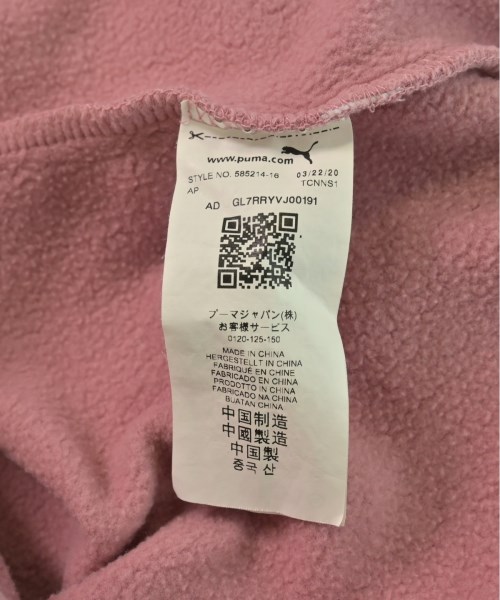 www.puma.com
STYLE NO. 585214-16 03/22/20
AP TCNNS1
AD GL7RRYVJ00191
プーマジャパン(株)
お客様サービス
0120-125-150
MADE IN CHINA
HERGESTELLT IN CHINA
FABRIQUÉ EN CHINE
FABRICADO EN CHINA
PRODOTTO IN CHINA
FABRICADO NA CHINA
BUATAN CHINA
中国制造
中國製造
中国製
중국 산